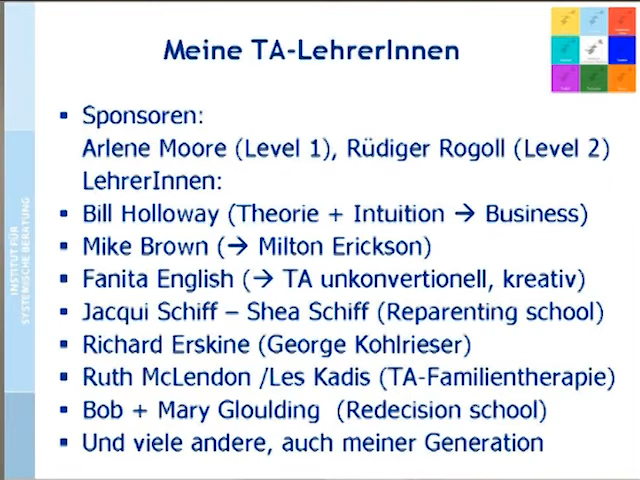 Meine TA-LehrerInnen
▪ Sponsoren:
Arlene Moore (Level 1), Rüdiger Rogoll (Level 2)
LehrerInnen:
▪ Bill Holloway (Theorie + Intuition → Business)
▪ Mike Brown (→ Milton Erickson)
▪ Fanita English (→ TA unkonvertionell, kreativ)
▪ Jacqui Schiff – Shea Schiff (Reparenting school)
▪ Richard Erskine (George Kohlrieser)
▪ Ruth McLendon /Les Kadis (TA-Familientherapie)
▪ Bob + Mary Gloulding (Redecision school)
▪ Und viele andere, auch meiner Generation
INSTITUT FÜR
SYSTEMISCHE BERATUNG